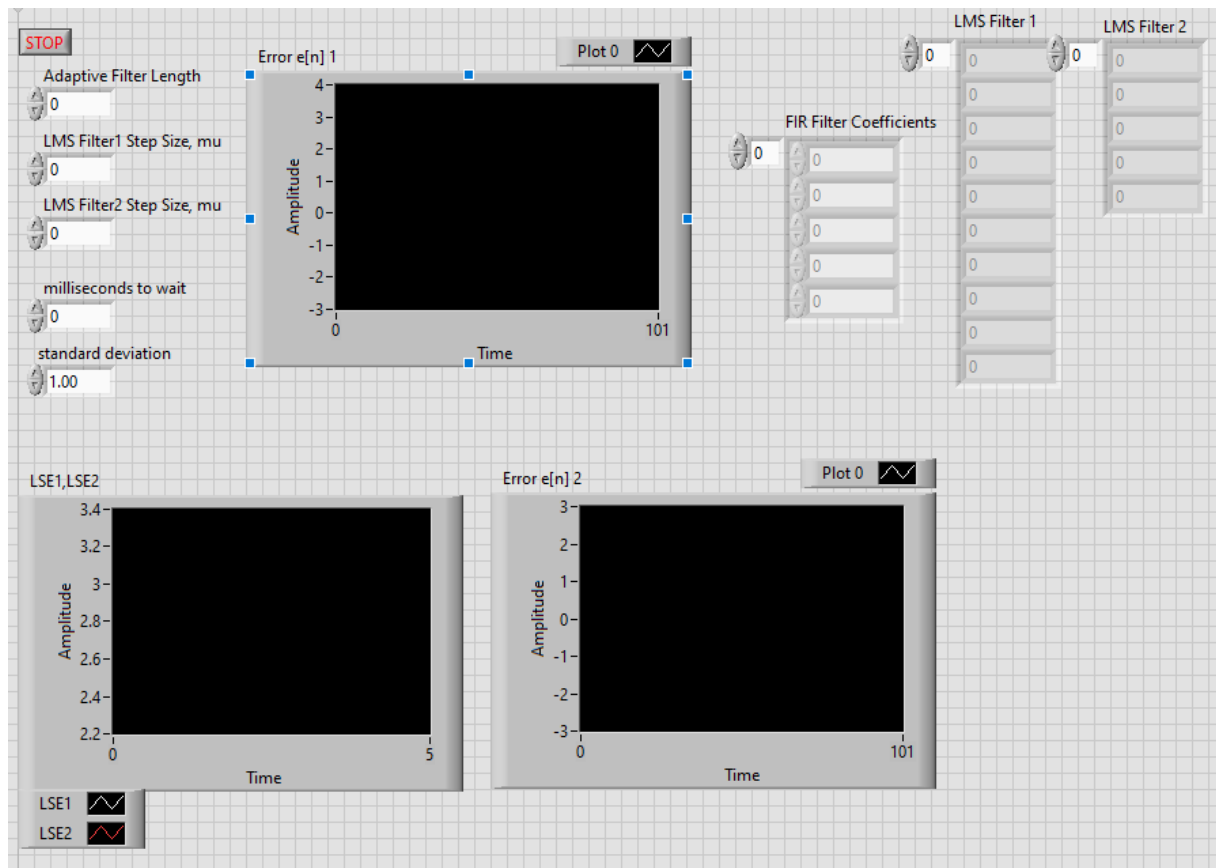 STOP
Adaptive Filter Length
0
LMS Filter1 Step Size, mu
0
LMS Filter2 Step Size, mu
0
milliseconds to wait
0
standard deviation
1.00
Error e[n] 1
Plot 0
Amplitude
4
3
2
1
0
-1
-2
-3
0
101
Time
FIR Filter Coefficients
0
0
0
0
0
0
LMS Filter 1
0
0
0
0
0
0
0
0
0
0
0
LMS Filter 2
0
0
0
0
0
0
LSE1,LSE2
Amplitude
3.4
3.2
3
2.8
2.6
2.4
2.2
0
5
Time
LSE1
LSE2
Error e[n] 2
Plot 0
Amplitude
3
2
1
0
-1
-2
-3
0
101
Time